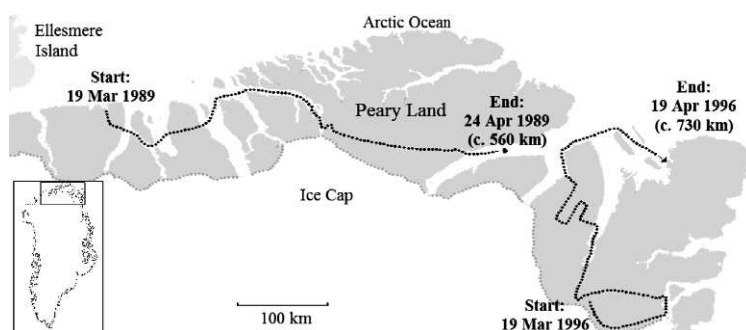 Ellesmere
Island
Arctic Ocean
Start:
19 Mar 1989
Peary Land
End:
24 Apr 1989
(c. 560 km)
End:
19 Apr 1996
(c. 730 km)
Ice Cap
100 km
Start:
19 Mar 1996